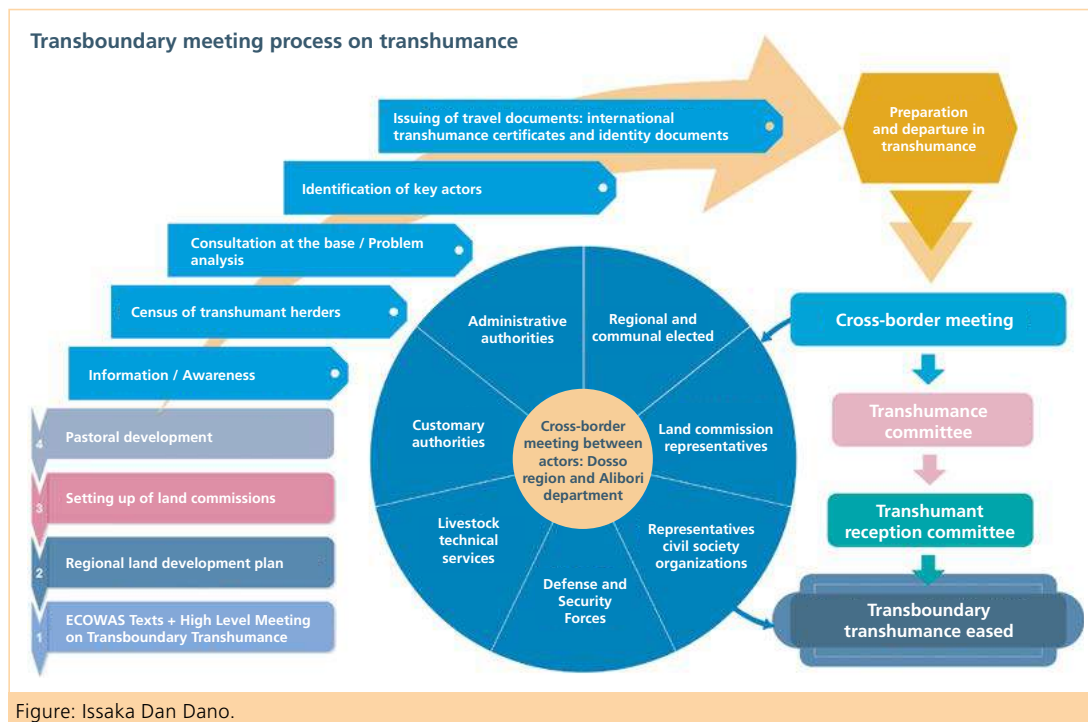 Transboundary meeting process on transhumance
Issuing of travel documents: international
transhumance certificates and identity documents
Identification of key actors
Consultation at the base / Problem
analysis
Census of transhumant herders
Information / Awareness
4
Pastoral development
3
Setting up of land commissions
2
Regional land development plan
1
ECOWAS Texts + High Level Meeting
on Transboundary Transhumance
Administrative
authorities
Regional and
communal elected
Customary
authorities
Cross-border
meeting between
actors: Dosso
region and Alibori
department
Land commission
representatives
Livestock
technical
services
Defense and
Security
Forces
Representatives
civil society
organizations
Preparation
and departure in
transhumance
Cross-border meeting
Transhumance
committee
Transhumant
reception committee
Transboundary
transhumance eased
Figure: Issaka Dan Dano.